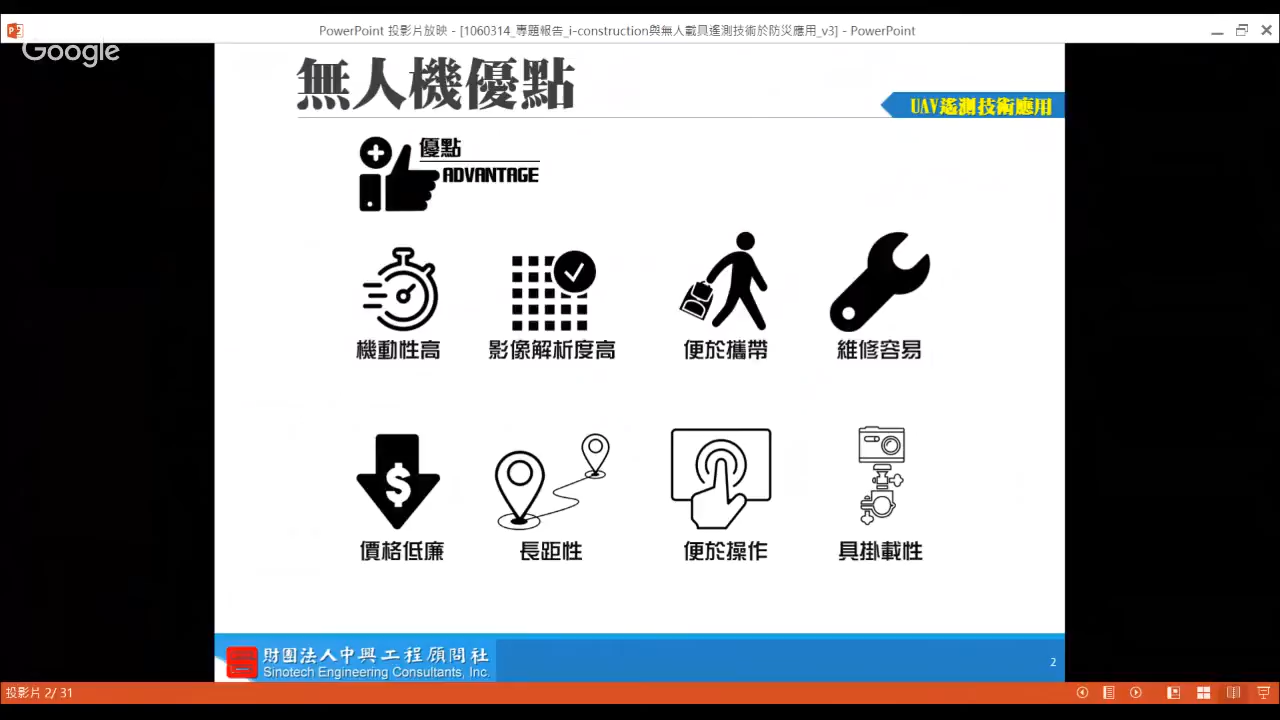 PowerPoint 投影片放映 - [1060314_專題報告_i-construction與無人載具遙測技術於防災應用_v3] - PowerPoint
Google
無人機優點
UAV遙測技術應用
優點
ADVANTAGE
機動性高
影像解析度高
便於攜帶
維修容易
$
價格低廉
長距性
便於操作
具掛載性
財團法人中興工程顧問社
Sinotech Engineering Consultants, Inc.
2
投影片 2/ 31